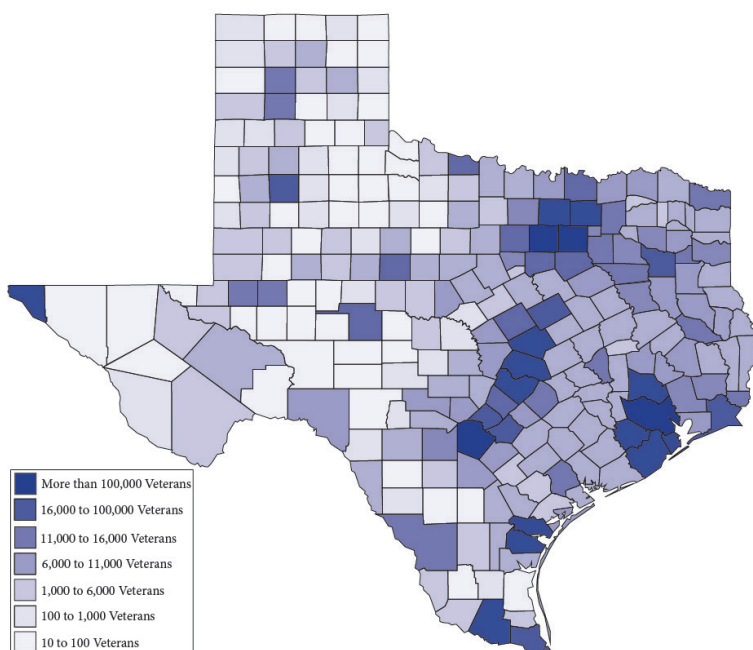 More than 100,000 Veterans
16,000 to 100,000 Veterans
11,000 to 16,000 Veterans
6,000 to 11,000 Veterans
1,000 to 6,000 Veterans
100 to 1,000 Veterans
10 to 100 Veterans